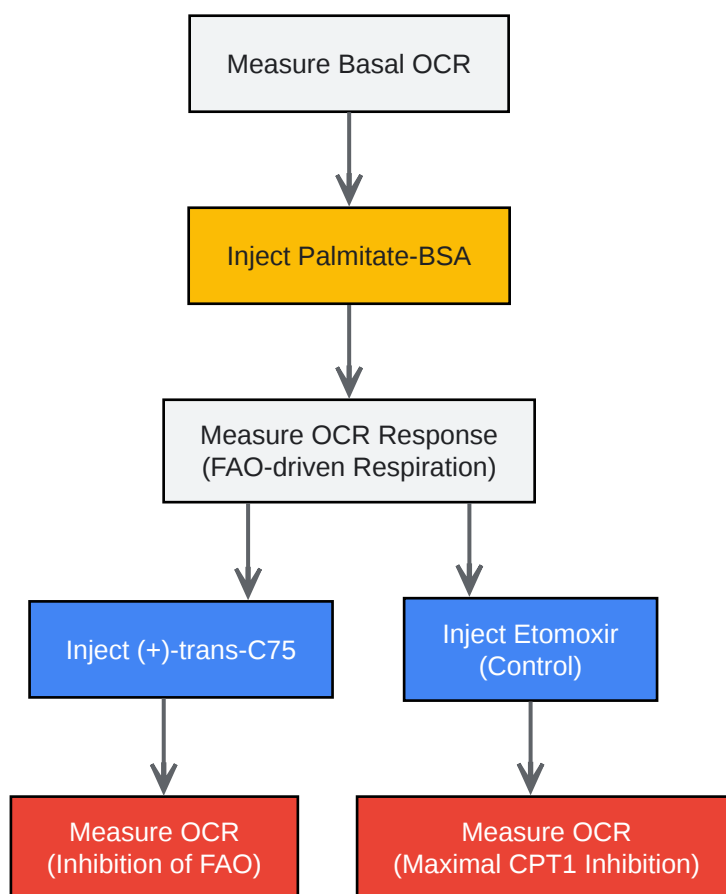 Measure Basal OCR
Inject Palmitate-BSA
Measure OCR Response
(FAO-driven Respiration)
Inject (+)-trans-C75
Inject Etomoxir
(Control)
Measure OCR
(Inhibition of FAO)
Measure OCR
(Maximal CPT1 Inhibition)